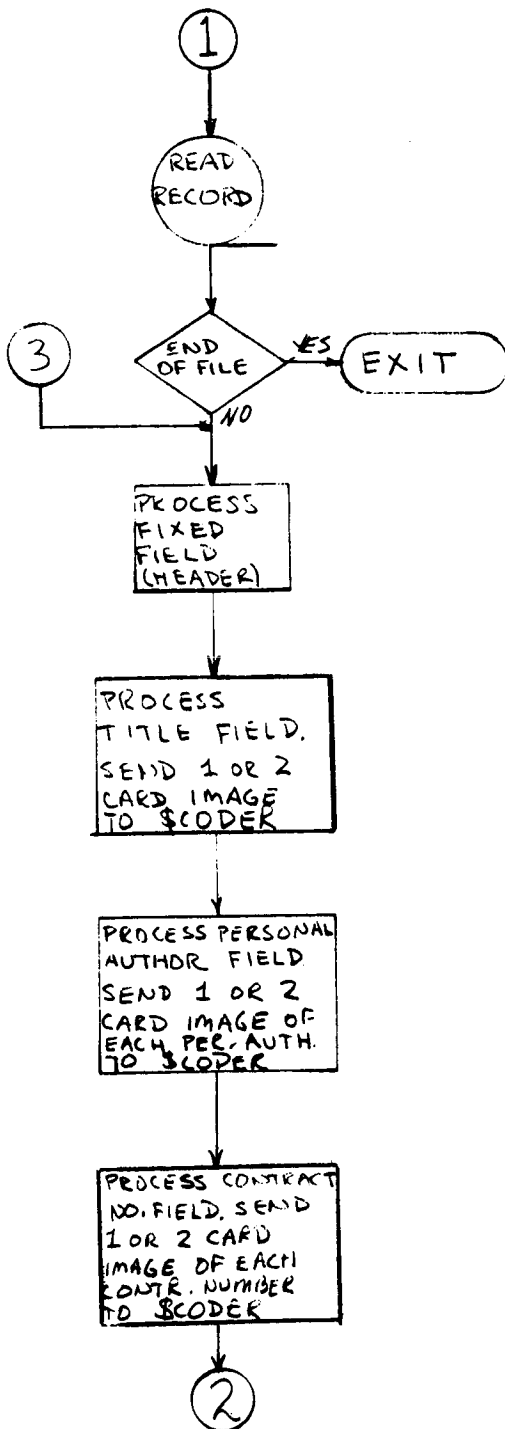 1
READ
RECORD
END
OF FILE
YES
EXIT
3
NO
PROCESS
FIXED
FIELD
(HEADER)
PROCESS
TITLE FIELD.
SEND 1 OR 2
CARD IMAGE
TO $CODER
PROCESS PERSONAL
AUTHOR FIELD
SEND 1 OR 2
CARD IMAGE OF
EACH PER. AUTH.
TO $CODER
PROCESS CONTRACT
NO. FIELD. SEND
1 OR 2 CARD
IMAGE OF EACH
CONTR. NUMBER
TO $CODER
2